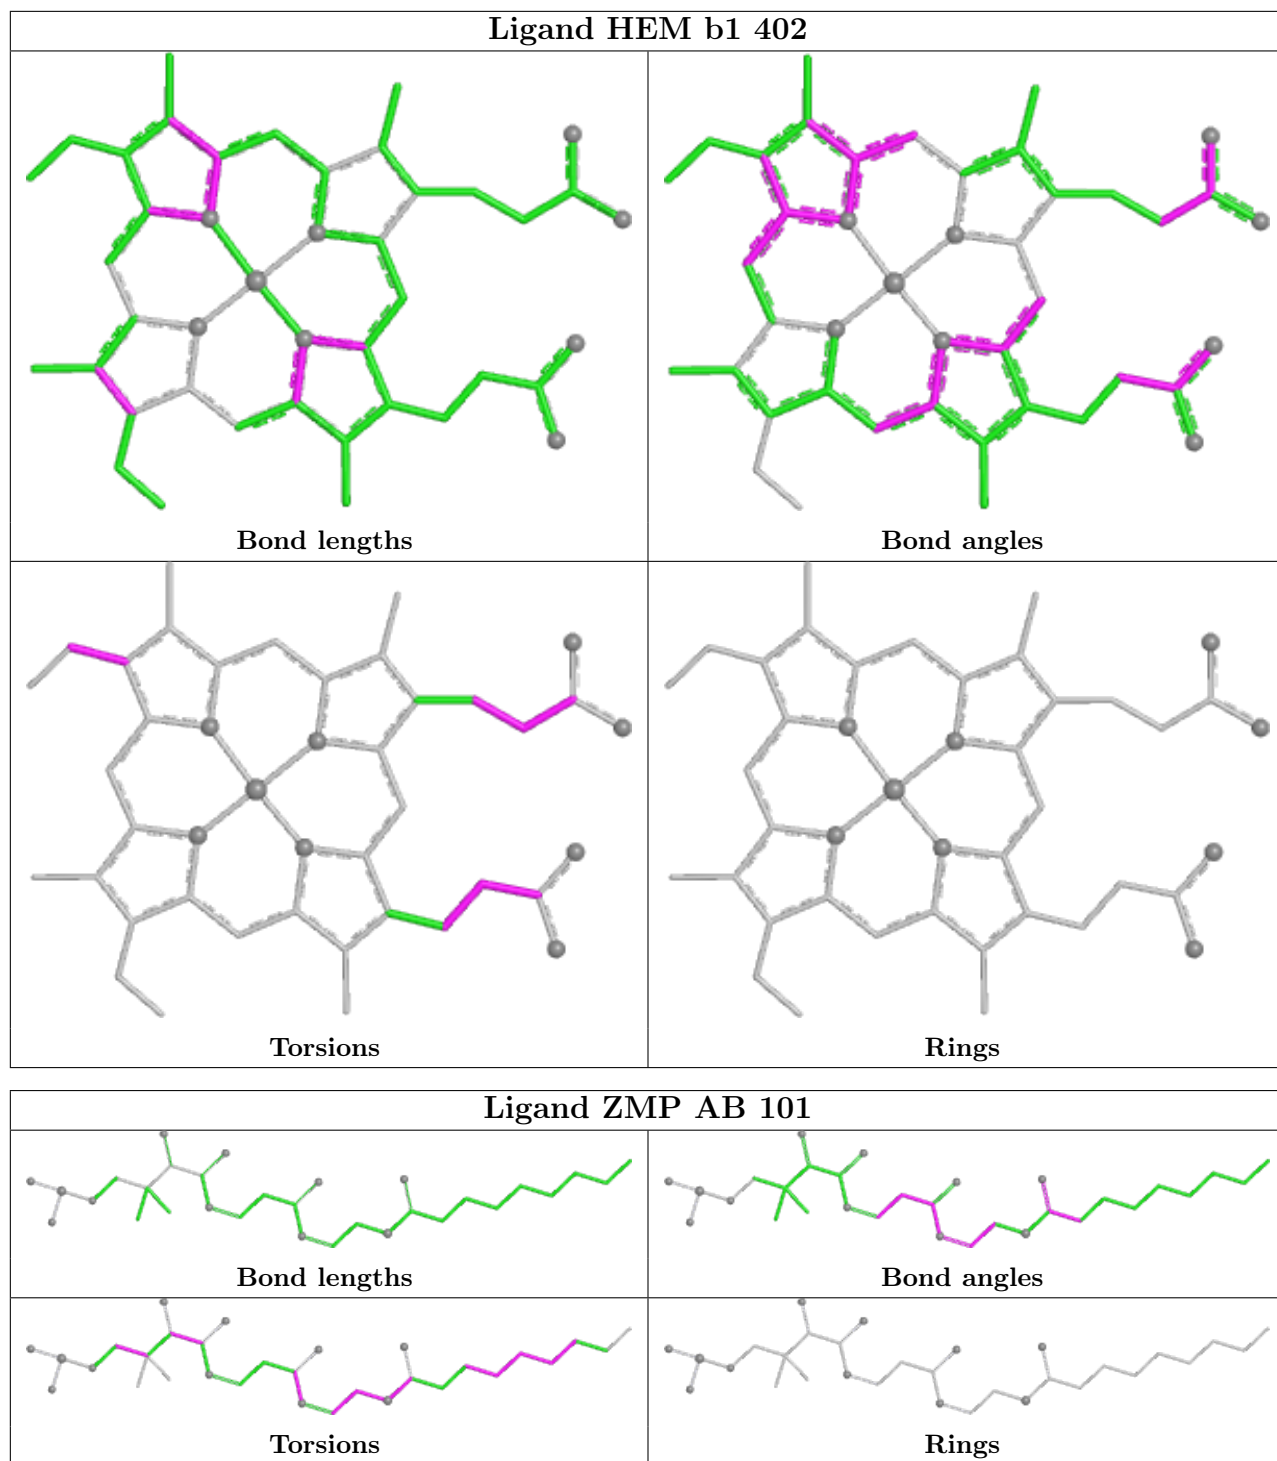 Ligand HEM b1 402
Bond lengths
Bond angles
Torsions
Rings
Ligand ZMP AB 101
Bond lengths
Bond angles
Torsions
Rings